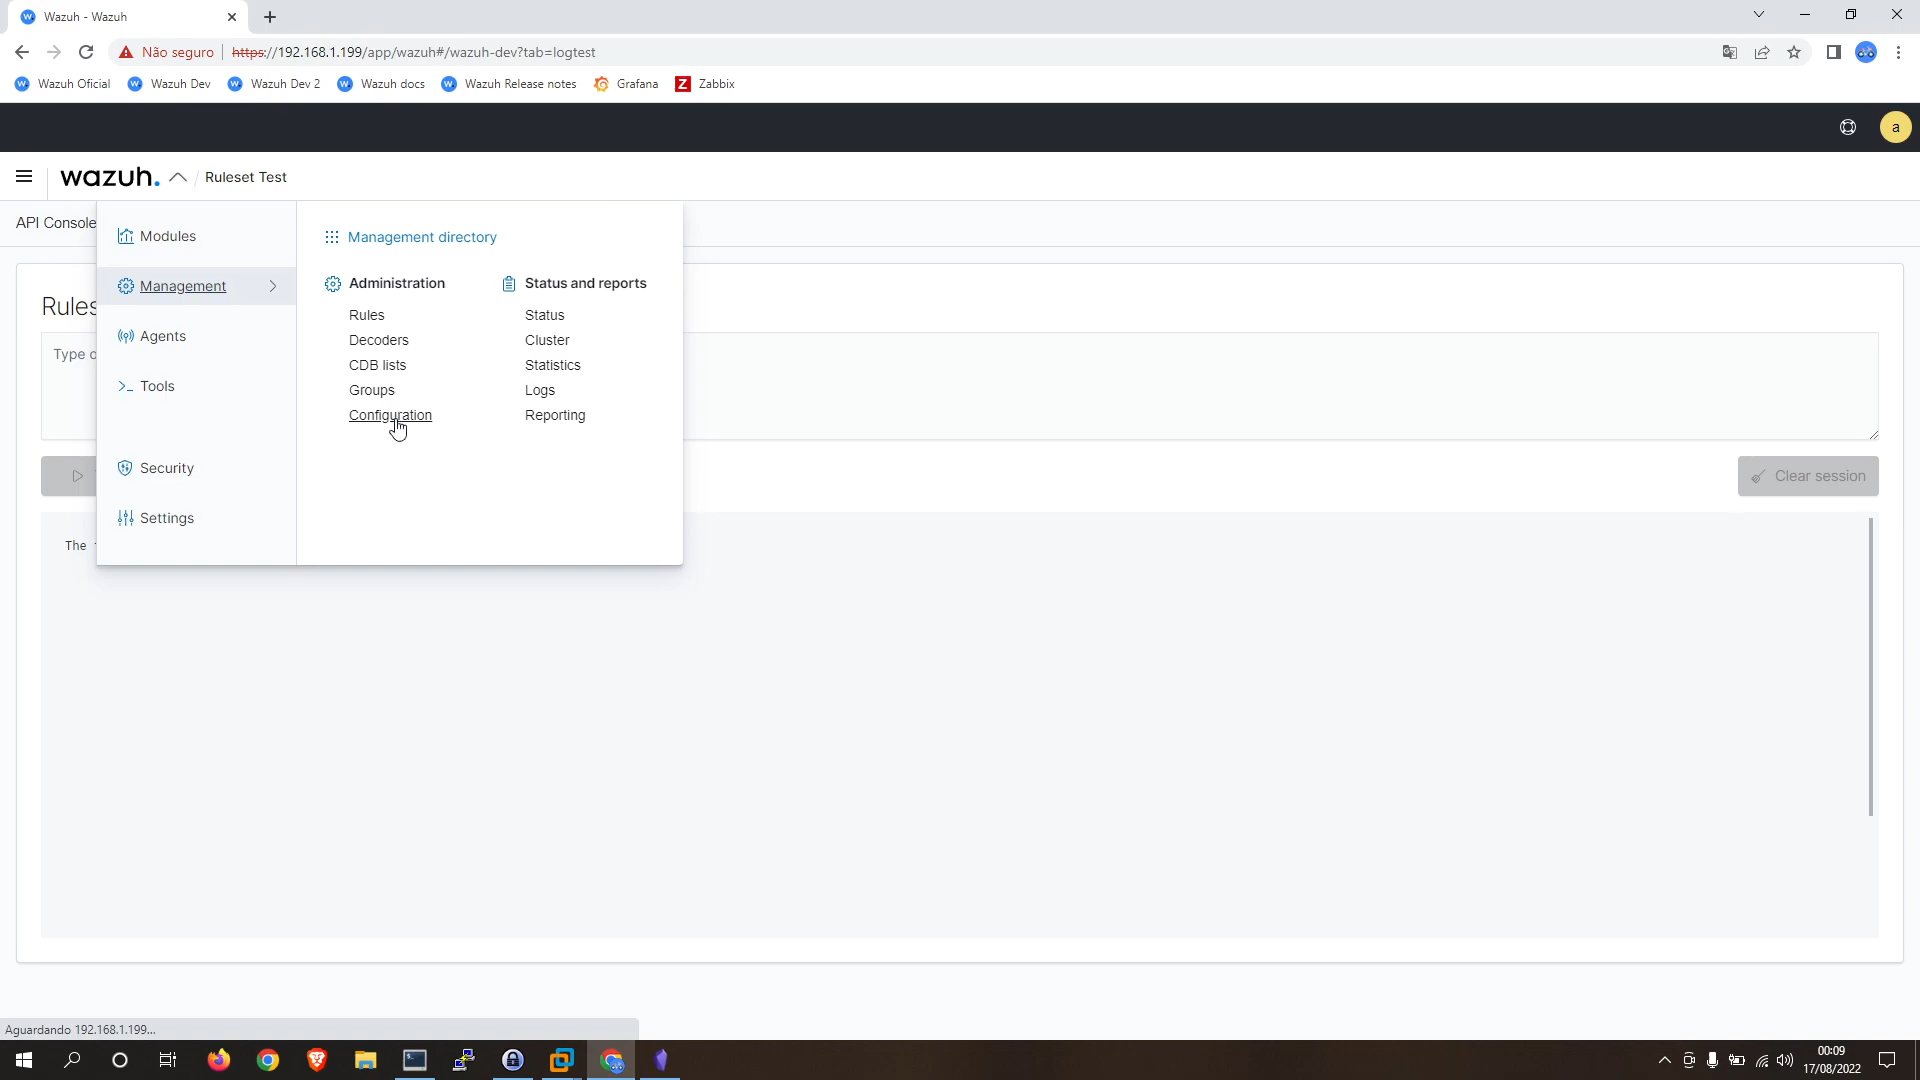 Wazuh - Wazuh
Não seguro
https://192.168.1.199/app/wazuh#/wazuh-dev?tab=logtest
Wazuh Oficial
Wazuh Dev
Wazuh Dev 2
Wazuh docs
Wazuh Release notes
Grafana
Z Zabbix
a
wazuh. / Ruleset Test
API Console
Modules
Management
Agents
Tools
Security
Settings
Management directory
Administration
Rules
Decoders
CDB lists
Groups
Configuration
Status and reports
Status
Cluster
Statistics
Logs
Reporting
Rules
Type o
Clear session
The
Aguardando 192.168.1.199...
00:09
17/08/2022